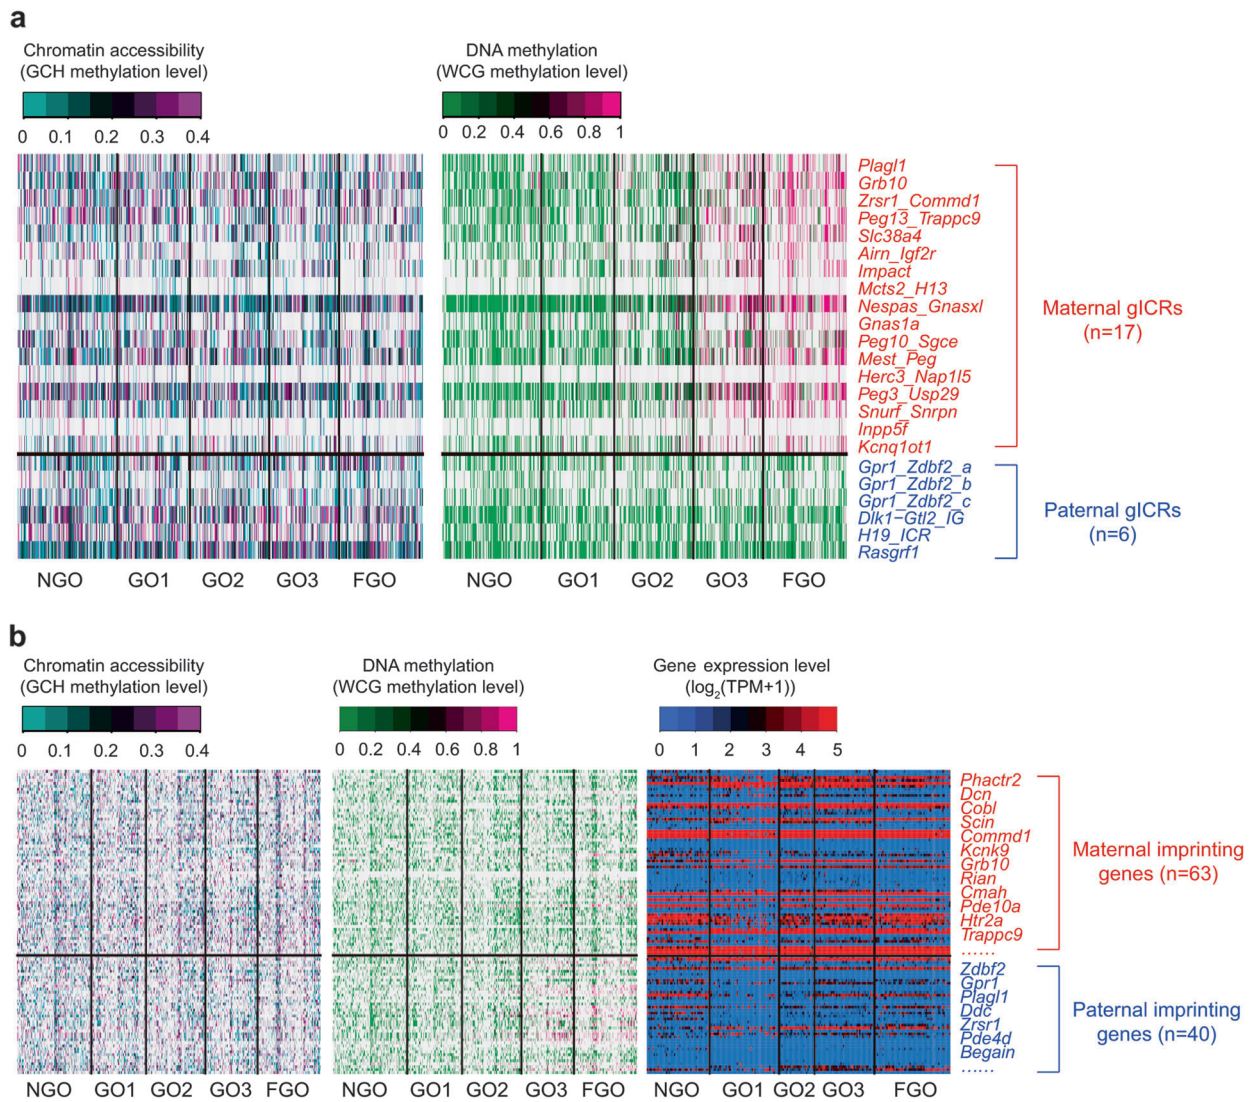 a
Chromatin accessibility
(GCH methylation level)
0 0.1 0.2 0.3 0.4
DNA methylation
(WCG methylation level)
0 0.2 0.4 0.6 0.8 1
Plagl1
Grb10
Zrsr1_Commd1
Peg13_Trappc9
Slc38a4
Airn_Igf2r
Impact
Mcts2_H13
Nespas_Gnasxl
Gnas1a
Peg10_Sgce
Mest_Peg
Herc3_Nap1l5
Peg3_Usp29
Snurf_Snrpn
Inpp5f
Kcnq1ot1
Maternal gICRs
(n=17)
Gpr1_Zdbf2_a
Gpr1_Zdbf2_b
Gpr1_Zdbf2_c
Dlk1−Gtl2_IG
H19_ICR
Rasgrf1
Paternal gICRs
(n=6)
NGO GO1 GO2 GO3 FGO
NGO GO1 GO2 GO3 FGO
b
Chromatin accessibility
(GCH methylation level)
0 0.1 0.2 0.3 0.4
DNA methylation
(WCG methylation level)
0 0.2 0.4 0.6 0.8 1
Gene expression level
(log2(TPM+1))
0 1 2 3 4 5
Phactr2
Dcn
Cobl
Scin
Commd1
Kcnk9
Grb10
Rian
Cmah
Pde10a
Htr2a
Trappc9
......
Maternal imprinting
genes (n=63)
Zdbf2
Gpr1
Plagl1
Ddc
Zrsr1
Pde4d
Begain
......
Paternal imprinting
genes (n=40)
NGO GO1 GO2 GO3 FGO
NGO GO1 GO2 GO3 FGO
NGO GO1 GO2 GO3 FGO